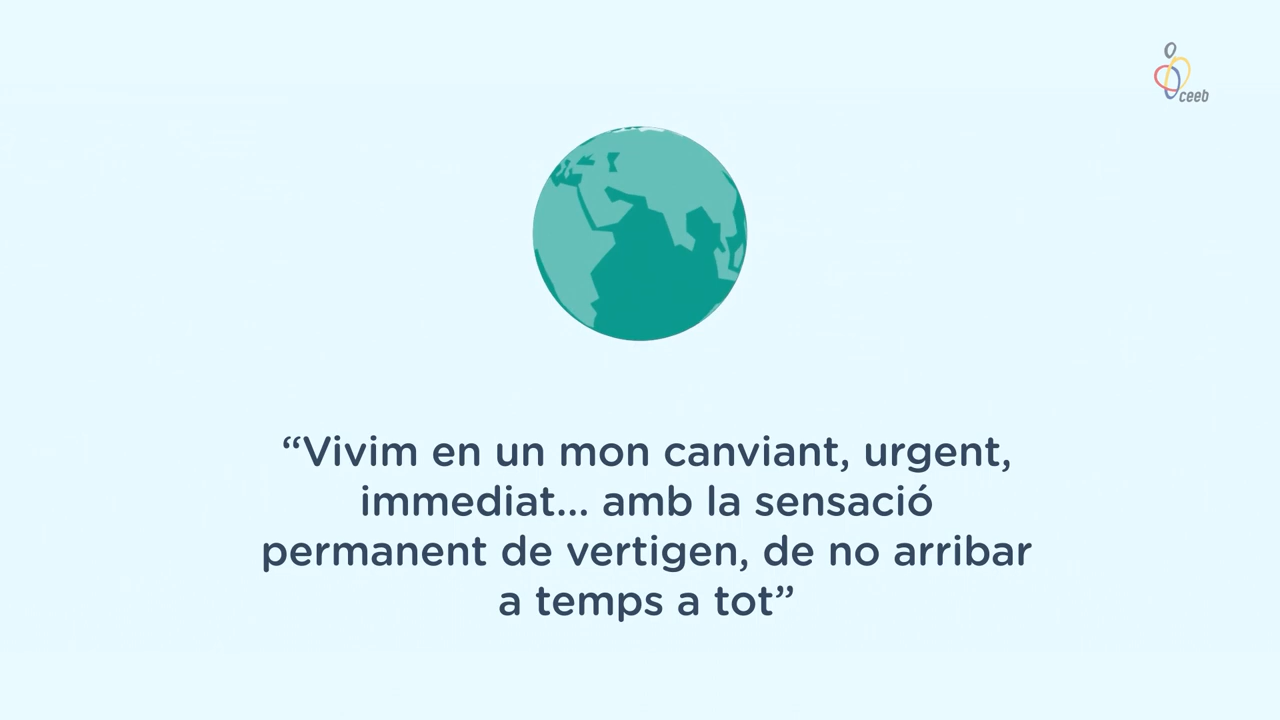 ceeb
“Vivim en un mon canviant, urgent,
immediat... amb la sensació
permanent de vertigen, de no arribar
a temps a tot”